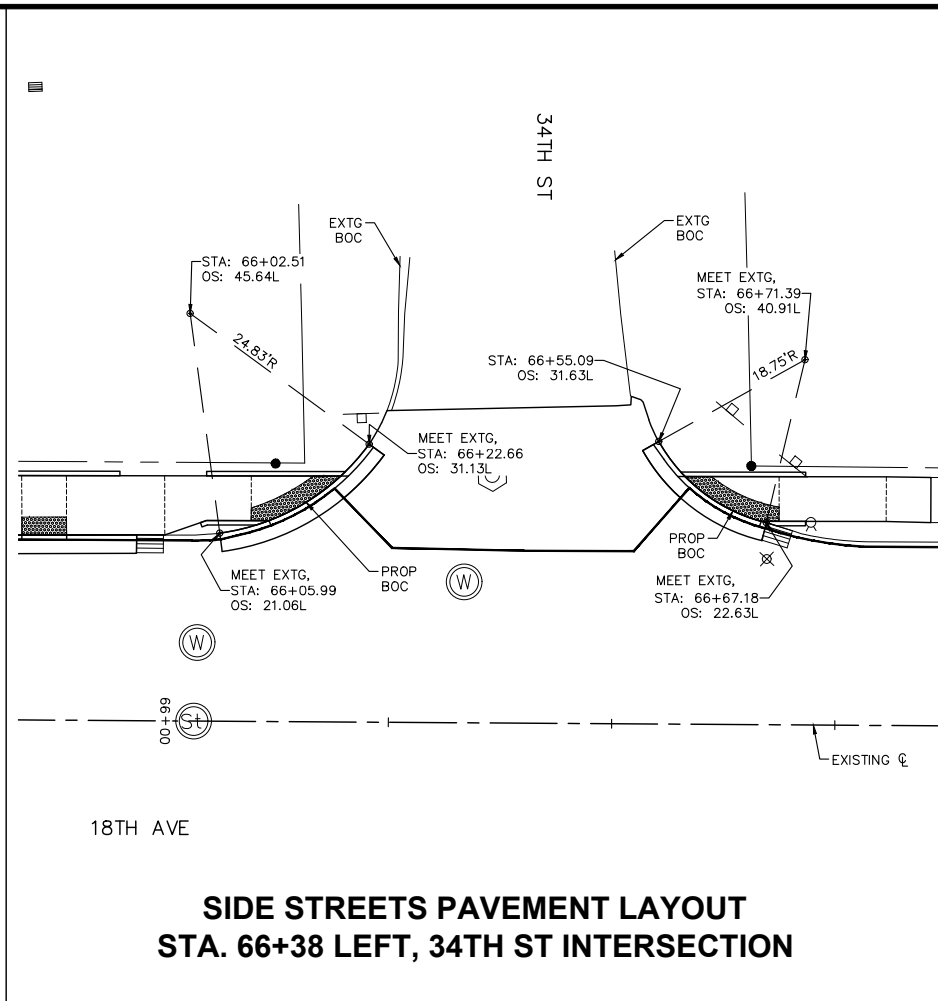 34TH ST
EXTG
BOC
EXTG
BOC
STA: 66+02.51
OS: 45.64L
MEET EXTG,
STA: 66+71.39
OS: 40.91L
24.83'R
18.75'R
STA: 66+55.09
OS: 31.63L
MEET EXTG,
STA: 66+22.66
OS: 31.13L
PROP
BOC
PROP
BOC
MEET EXTG,
STA: 66+05.99
OS: 21.06L
MEET EXTG,
STA: 66+67.18
OS: 22.63L
W
W
66+00
St
EXISTING ℄
18TH AVE
SIDE STREETS PAVEMENT LAYOUT
STA. 66+38 LEFT, 34TH ST INTERSECTION